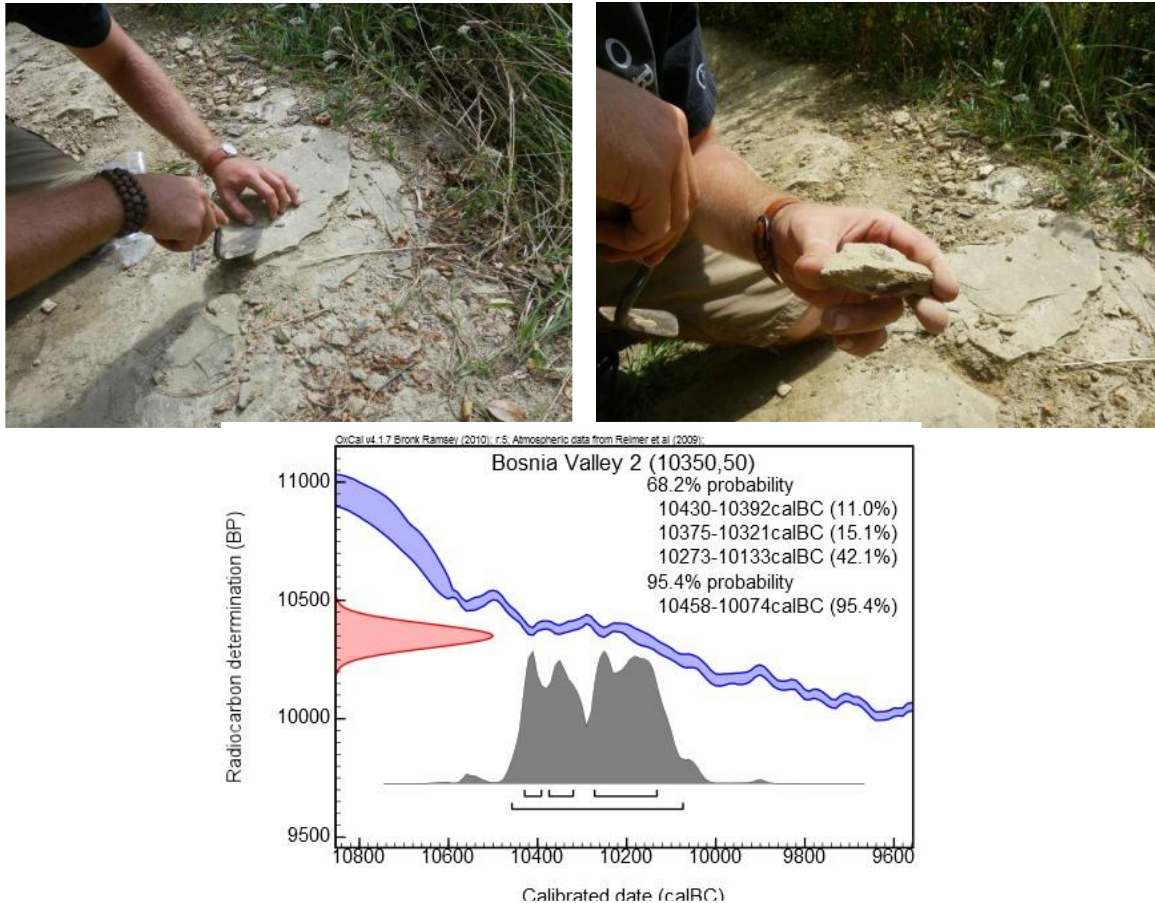 OxCal v4.1.7 Bronk Ramsey (2010); r:5; Atmospheric data from Reimer et al (2009);
Bosnia Valley 2 (10350,50)
68.2% probability
10430-10392calBC (11.0%)
10375-10321calBC (15.1%)
10273-10133calBC (42.1%)
95.4% probability
10458-10074calBC (95.4%)
Radiocarbon determination (BP)
11000
10500
10000
9500
10800 10600 10400 10200 10000 9800 9600
Calibrated date (calBC)